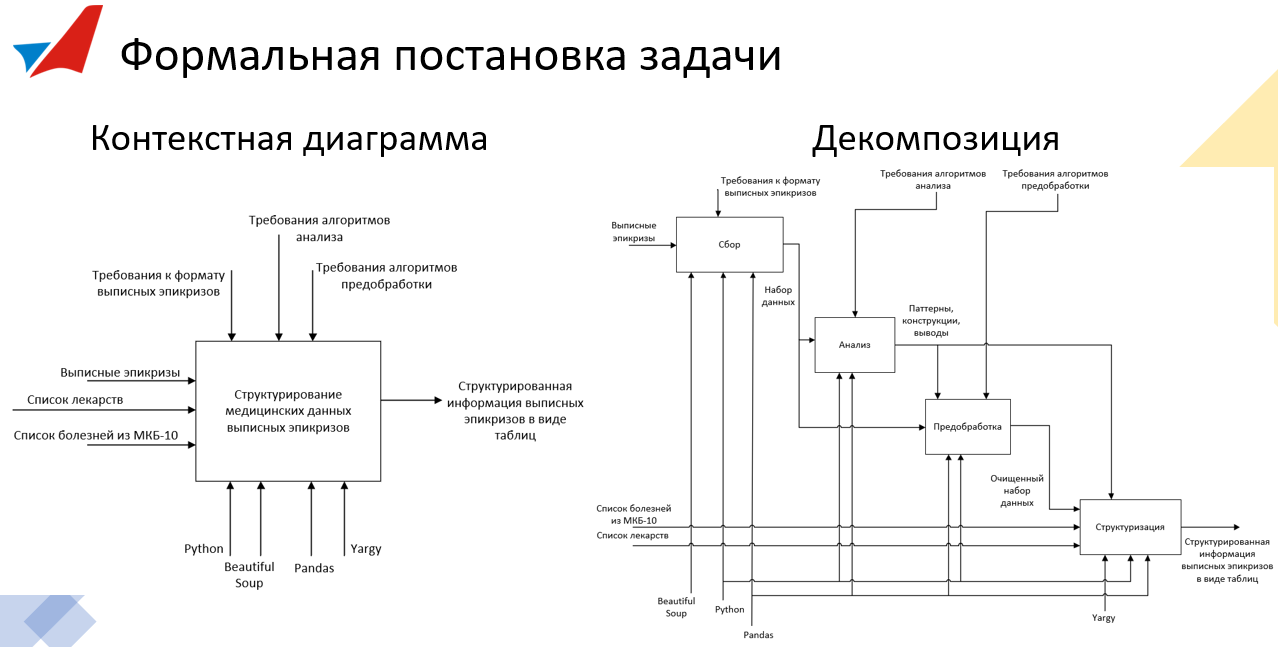 Формальная постановка задачи
Контекстная диаграмма
Требования алгоритмов
анализа
Требования к формату
выписных эпикризов
Требования алгоритмов
предобработки
Выписные эпикризы
Список лекарств
Список болезней из МКБ-10
Структурирование
медицинских данных
выписных эпикризов
Структурированная
информация выписных
эпикризов в виде
таблиц
Python
Beautiful
Soup
Pandas
Yargy
Декомпозиция
Требования к формату
выписных эпикризов
Требования алгоритмов
анализа
Требования алгоритмов
предобработки
Выписные
эпикризы
Сбор
Набор
данных
Анализ
Паттерны,
конструкции,
выводы
Предобработка
Очищенный
набор
данных
Список болезней
из МКБ-10
Список лекарств
Структуризация
Структурированная
информация
выписных эпикризов
в виде таблиц
Beautiful
Soup
Python
Pandas
Yargy